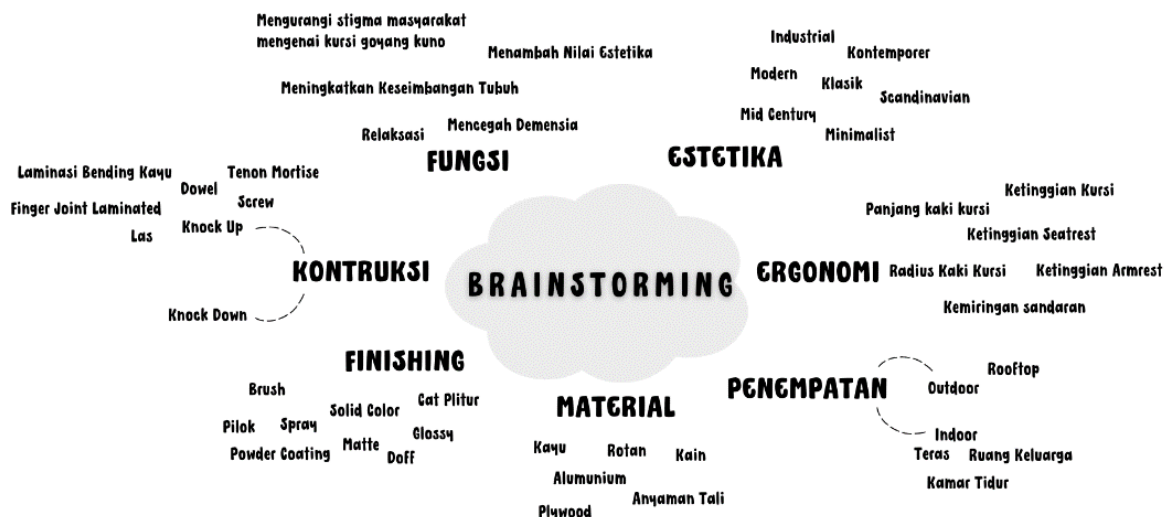 Mengurangi stigma masyarakat
mengenai kursi goyang kuno
Menambah Nilai Estetika
Meningkatkan Keseimbangan Tubuh
Relaksasi
Mencegah Demensia
FUNGSI
Industrial
Kontemporer
Modern
Klasik
Scandinavian
Mid Century
Minimalist
ESTETIKA
Laminasi Bending Kayu
Tenon Mortise
Dowel
Screw
Finger Joint Laminated
Knock Up
Las
KONTRUKSI
Knock Down
BRAINSTORMING
Ketinggian Kursi
Panjang kaki kursi
Ketinggian Seatrest
ERGONOMI
Radius Kaki Kursi
Ketinggian Armrest
Kemiringan sandaran
FINISHING
Brush
Cat Plitur
Solid Color
Pilok
Spray
Glossy
Powder Coating
Matte
Doff
MATERIAL
Kayu
Rotan
Kain
Alumunium
Anyaman Tali
Plywood
PENEMPATAN
Rooftop
Outdoor
Indoor
Teras
Ruang Keluarga
Kamar Tidur